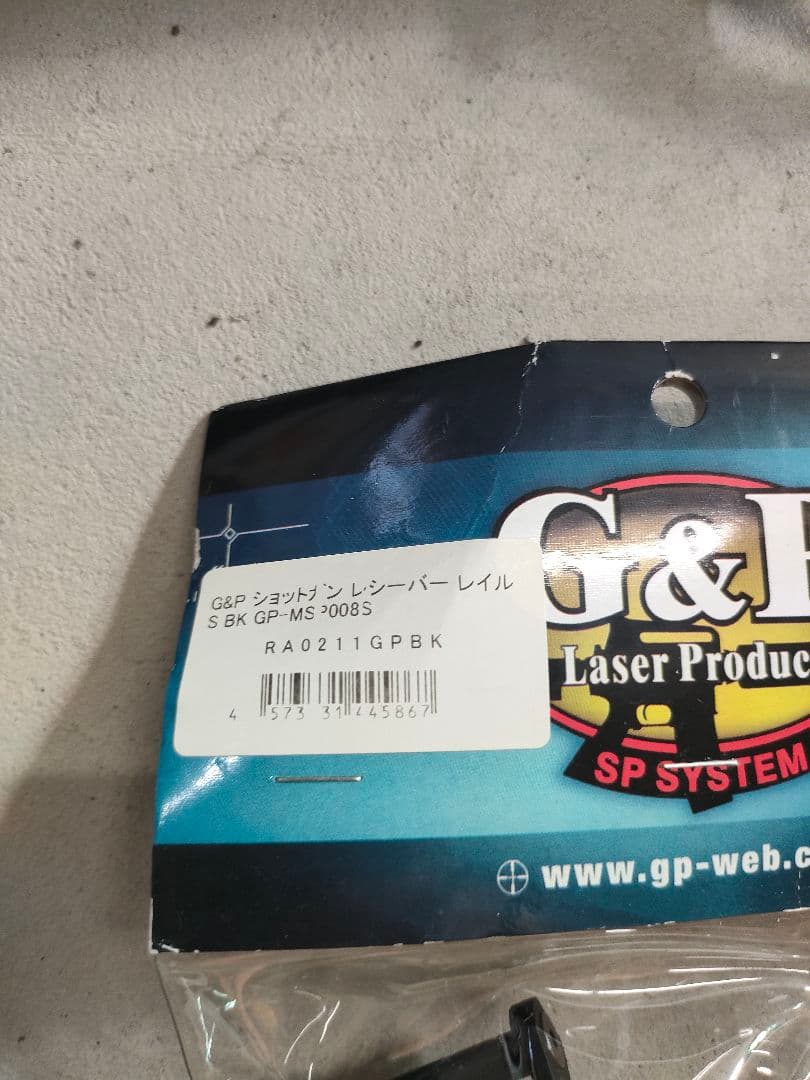 G&P
Laser Produc
SP SYSTEM
G&P ショットガン レシーバー レイル
S BK GP-MSP008S
RA0211GPBK
4 573 31 445867
www.gp-web.c